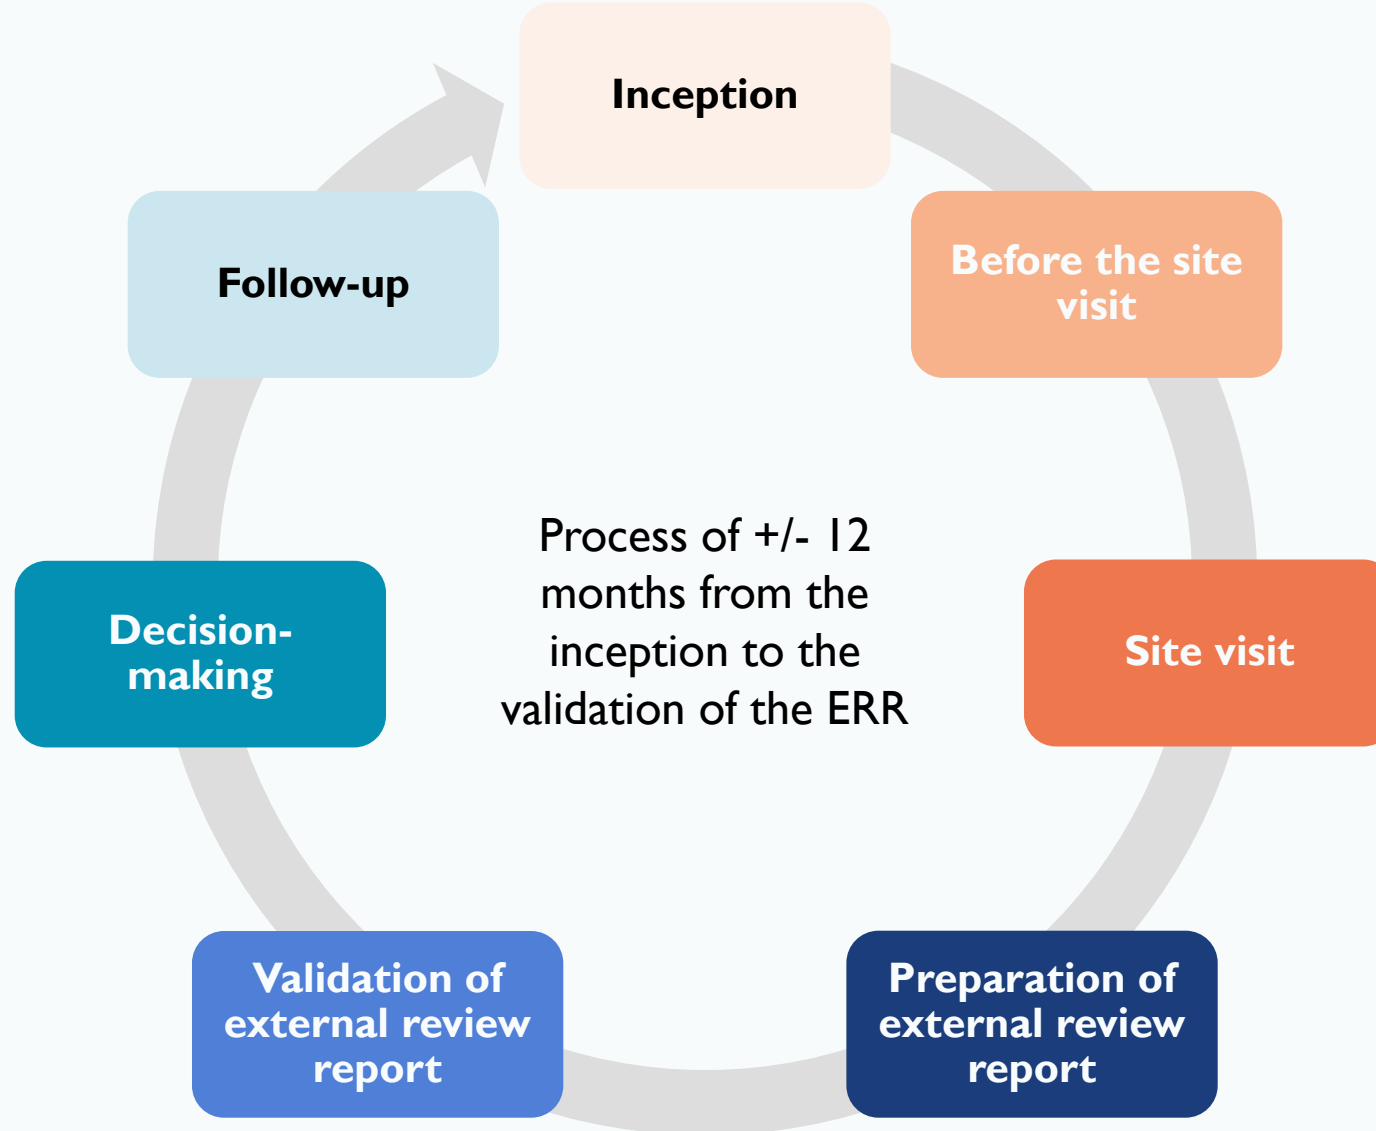 Inception
Before the site
visit
Site visit
Preparation of
external review
report
Validation of
external review
report
Decision-
making
Follow-up
Process of +/- 12
months from the
inception to the
validation of the ERR